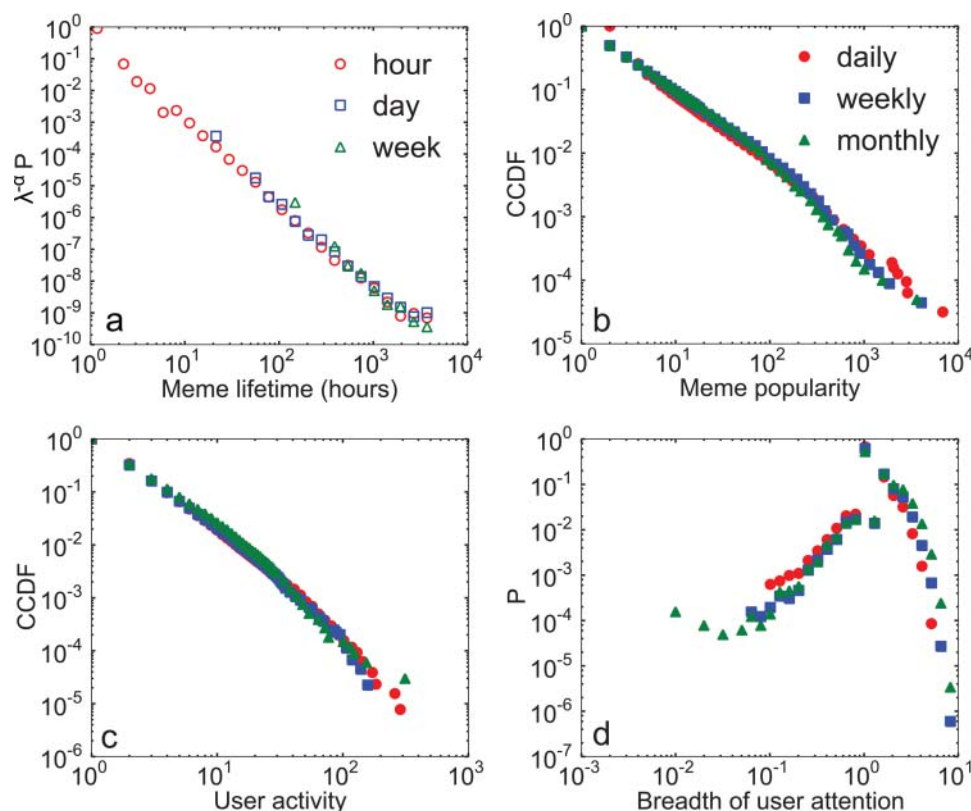 10^0
10^-1
10^-2
10^-3
10^-4
10^-5
10^-6
10^-7
10^-8
10^-9
10^-10
λ^-α P
hour
day
week
a
10^0 10^1 10^2 10^3 10^4
Meme lifetime (hours)
10^0
10^-1
10^-2
10^-3
10^-4
10^-5
CCDF
daily
weekly
monthly
b
10^0 10^1 10^2 10^3 10^4
Meme popularity
10^0
10^-1
10^-2
10^-3
10^-4
10^-5
10^-6
CCDF
c
10^0 10^1 10^2 10^3
User activity
10^0
10^-1
10^-2
10^-3
10^-4
10^-5
10^-6
10^-7
P
d
10^-3 10^-2 10^-1 10^0 10^1
Breadth of user attention